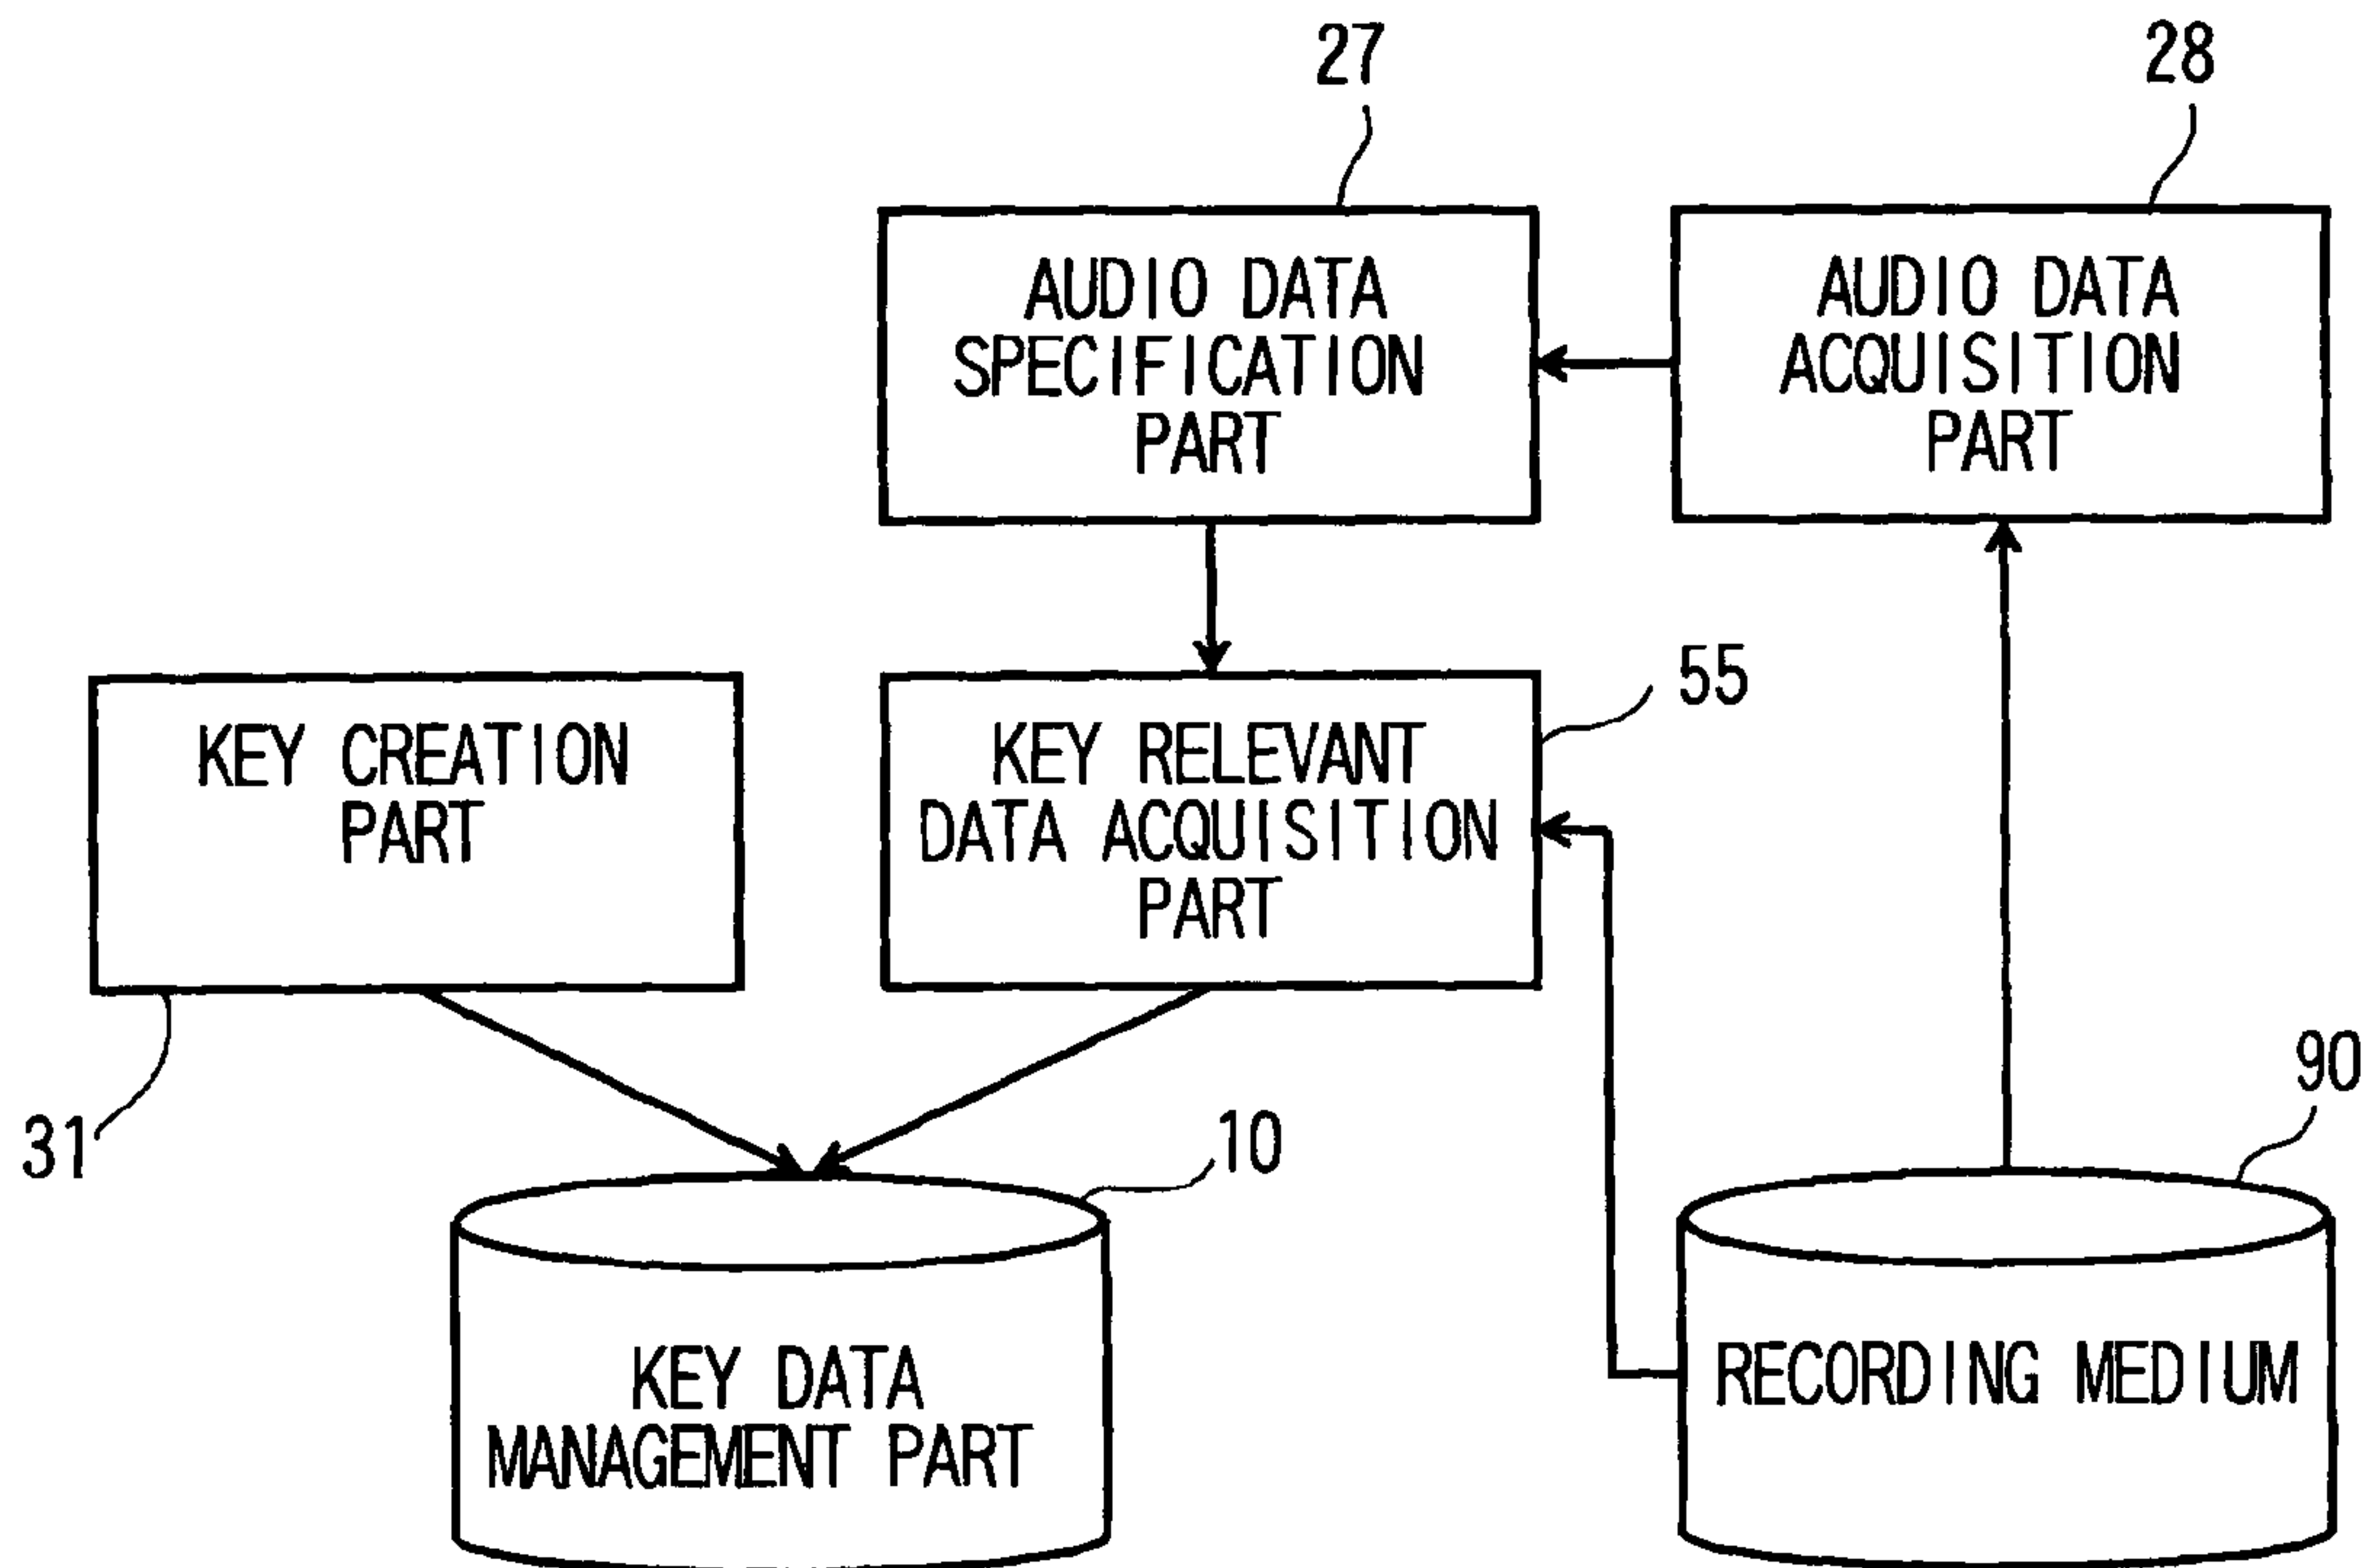 27
28
AUDIO DATA
SPECIFICATION
PART
AUDIO DATA
ACQUISITION
PART
55
KEY CREATION
PART
KEY RELEVANT
DATA ACQUISITION
PART
31
10
90
KEY DATA
MANAGEMENT PART
RECORDING MEDIUM